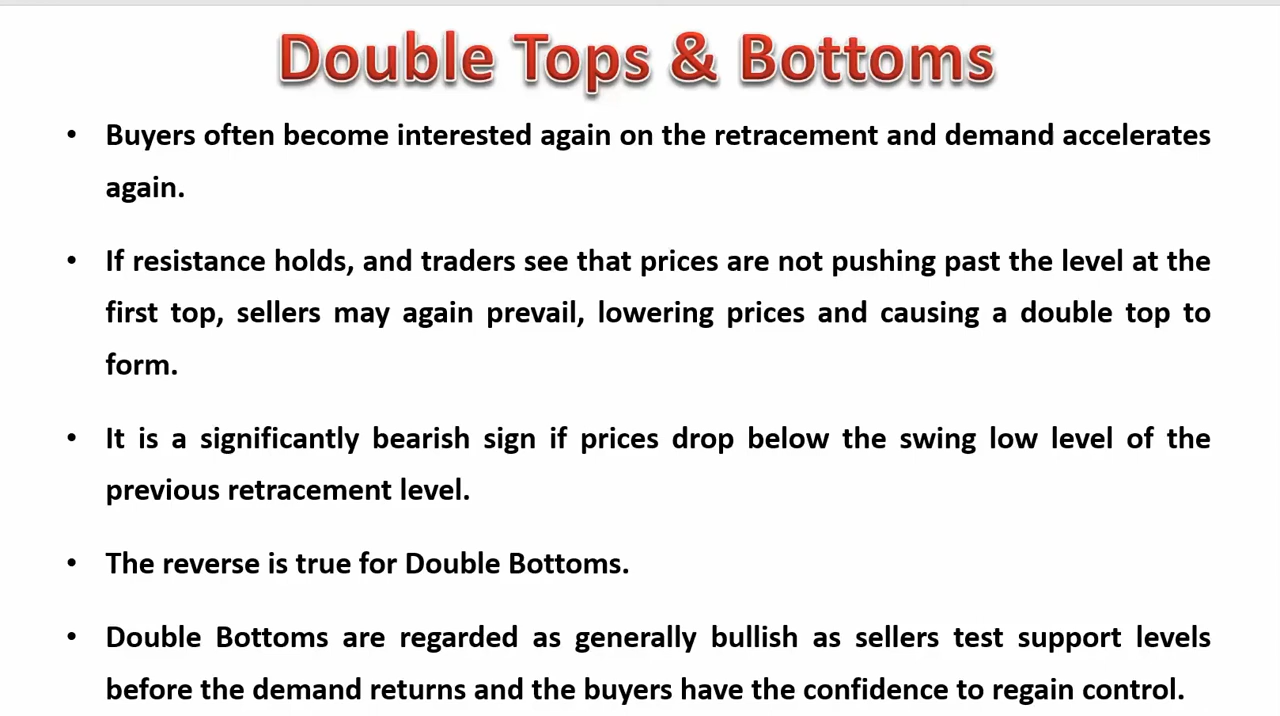 Double Tops & Bottoms
• Buyers often become interested again on the retracement and demand accelerates
again.
• If resistance holds, and traders see that prices are not pushing past the level at the
first top, sellers may again prevail, lowering prices and causing a double top to
form.
• It is a significantly bearish sign if prices drop below the swing low level of the
previous retracement level.
• The reverse is true for Double Bottoms.
• Double Bottoms are regarded as generally bullish as sellers test support levels
before the demand returns and the buyers have the confidence to regain control.